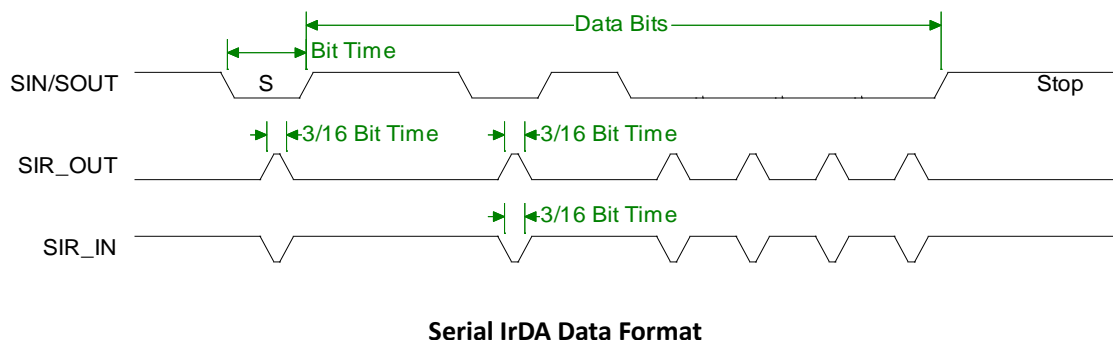 Data Bits
Bit Time
SIN/SOUT
S
Stop
3/16 Bit Time
3/16 Bit Time
SIR_OUT
3/16 Bit Time
SIR_IN
Serial IrDA Data Format